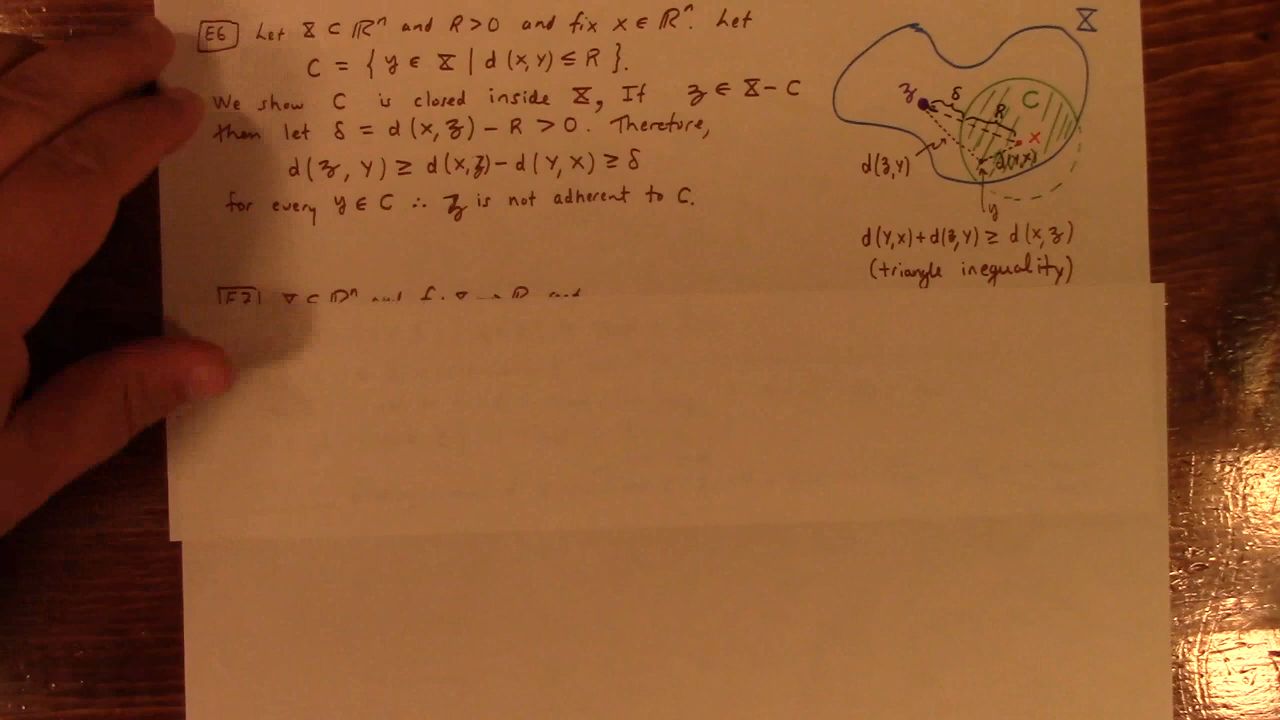 E6 Let X ⊂ ℝⁿ and R > 0 and fix x ∈ ℝⁿ. Let
C = { y ∈ X | d(x,y) ≤ R }.
We show C is closed inside X, If z ∈ X - C
then let δ = d(x,z) - R > 0. Therefore,
d(z,y) ≥ d(x,z) - d(y,x) ≥ δ
for every y ∈ C ∴ z is not adherent to C.
X
z
δ
C
R
x
d(z,y)
d(y,x)
y
d(y,x) + d(z,y) ≥ d(x,z)
(triangle inequality)